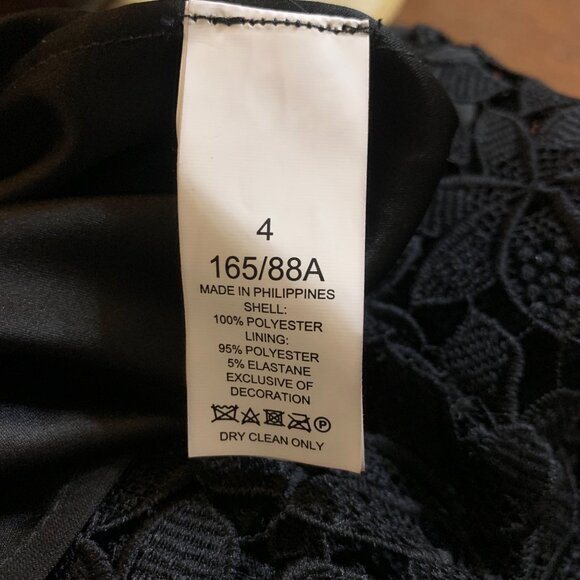 4
165/88A
MADE IN PHILIPPINES
SHELL:
100% POLYESTER
LINING:
95% POLYESTER
5% ELASTANE
EXCLUSIVE OF
DECORATION
P
DRY CLEAN ONLY